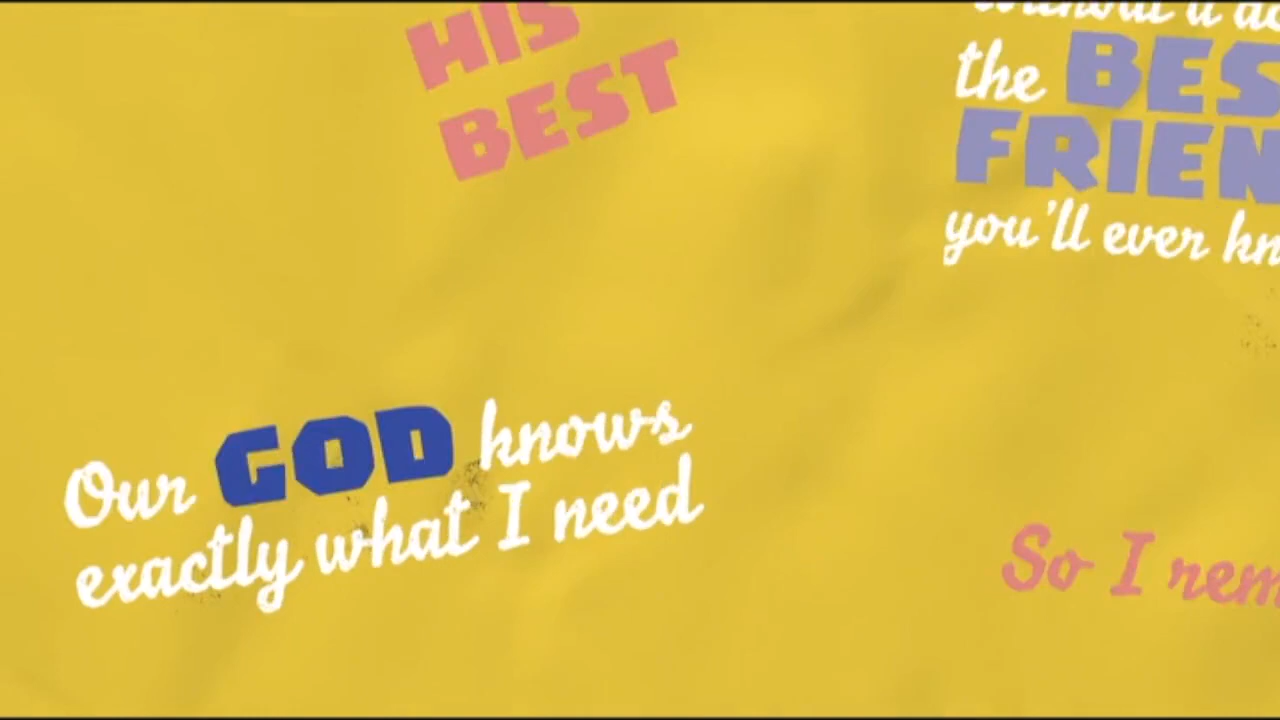 HIS
BEST
the BES
FRIEN
you'll ever kn
Our GOD knows
exactly what I need
So I rem